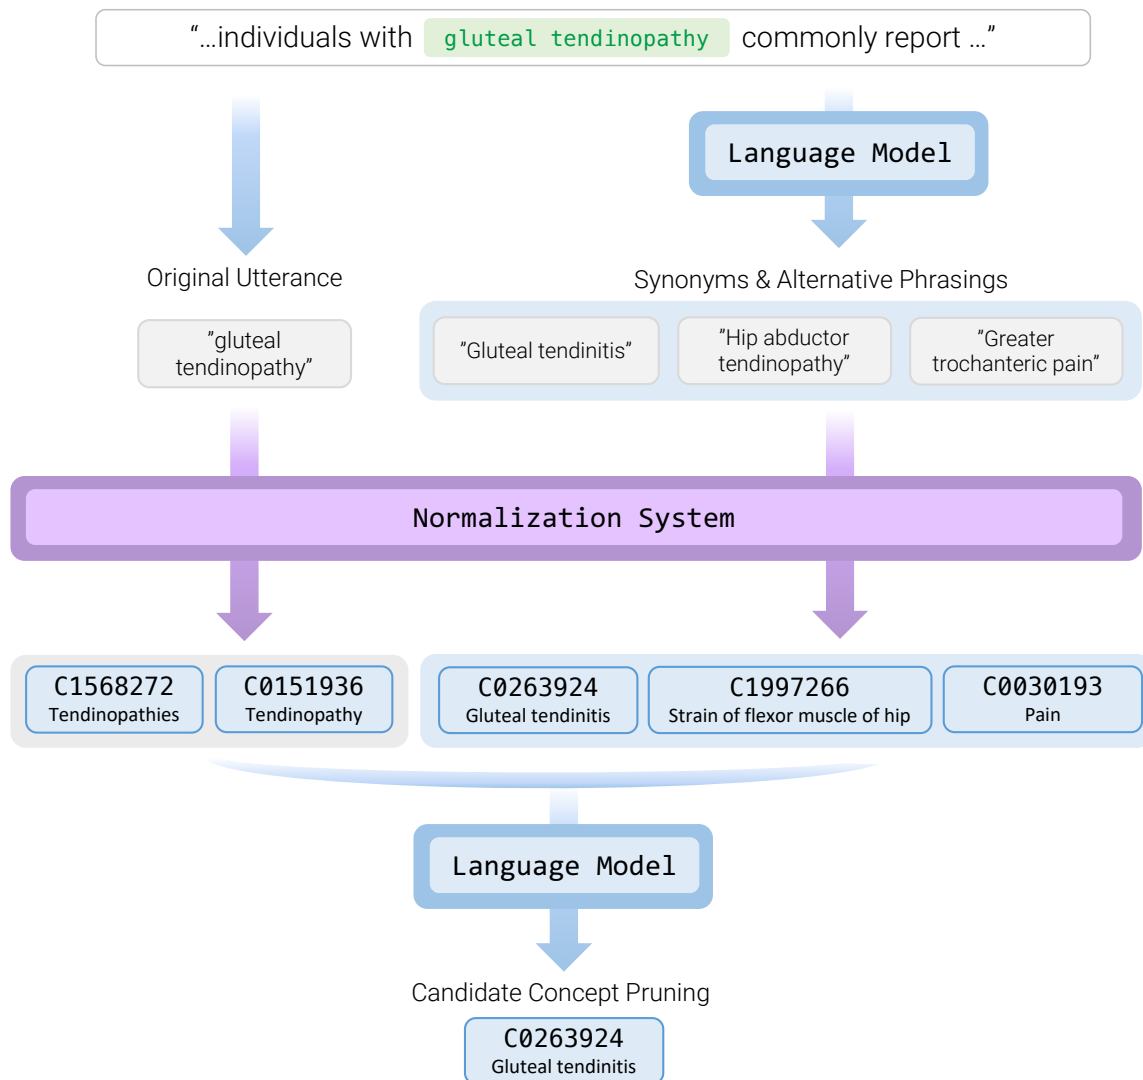 “…individuals with gluteal tendinopathy commonly report …”
Language Model
Original Utterance
Synonyms & Alternative Phrasings
”gluteal
tendinopathy”
”Gluteal tendinitis”
”Hip abductor
tendinopathy”
”Greater
trochanteric pain”
Normalization System
C1568272
Tendinopathies
C0151936
Tendinopathy
C0263924
Gluteal tendinitis
C1997266
Strain of flexor muscle of hip
C0030193
Pain
Language Model
Candidate Concept Pruning
C0263924
Gluteal tendinitis